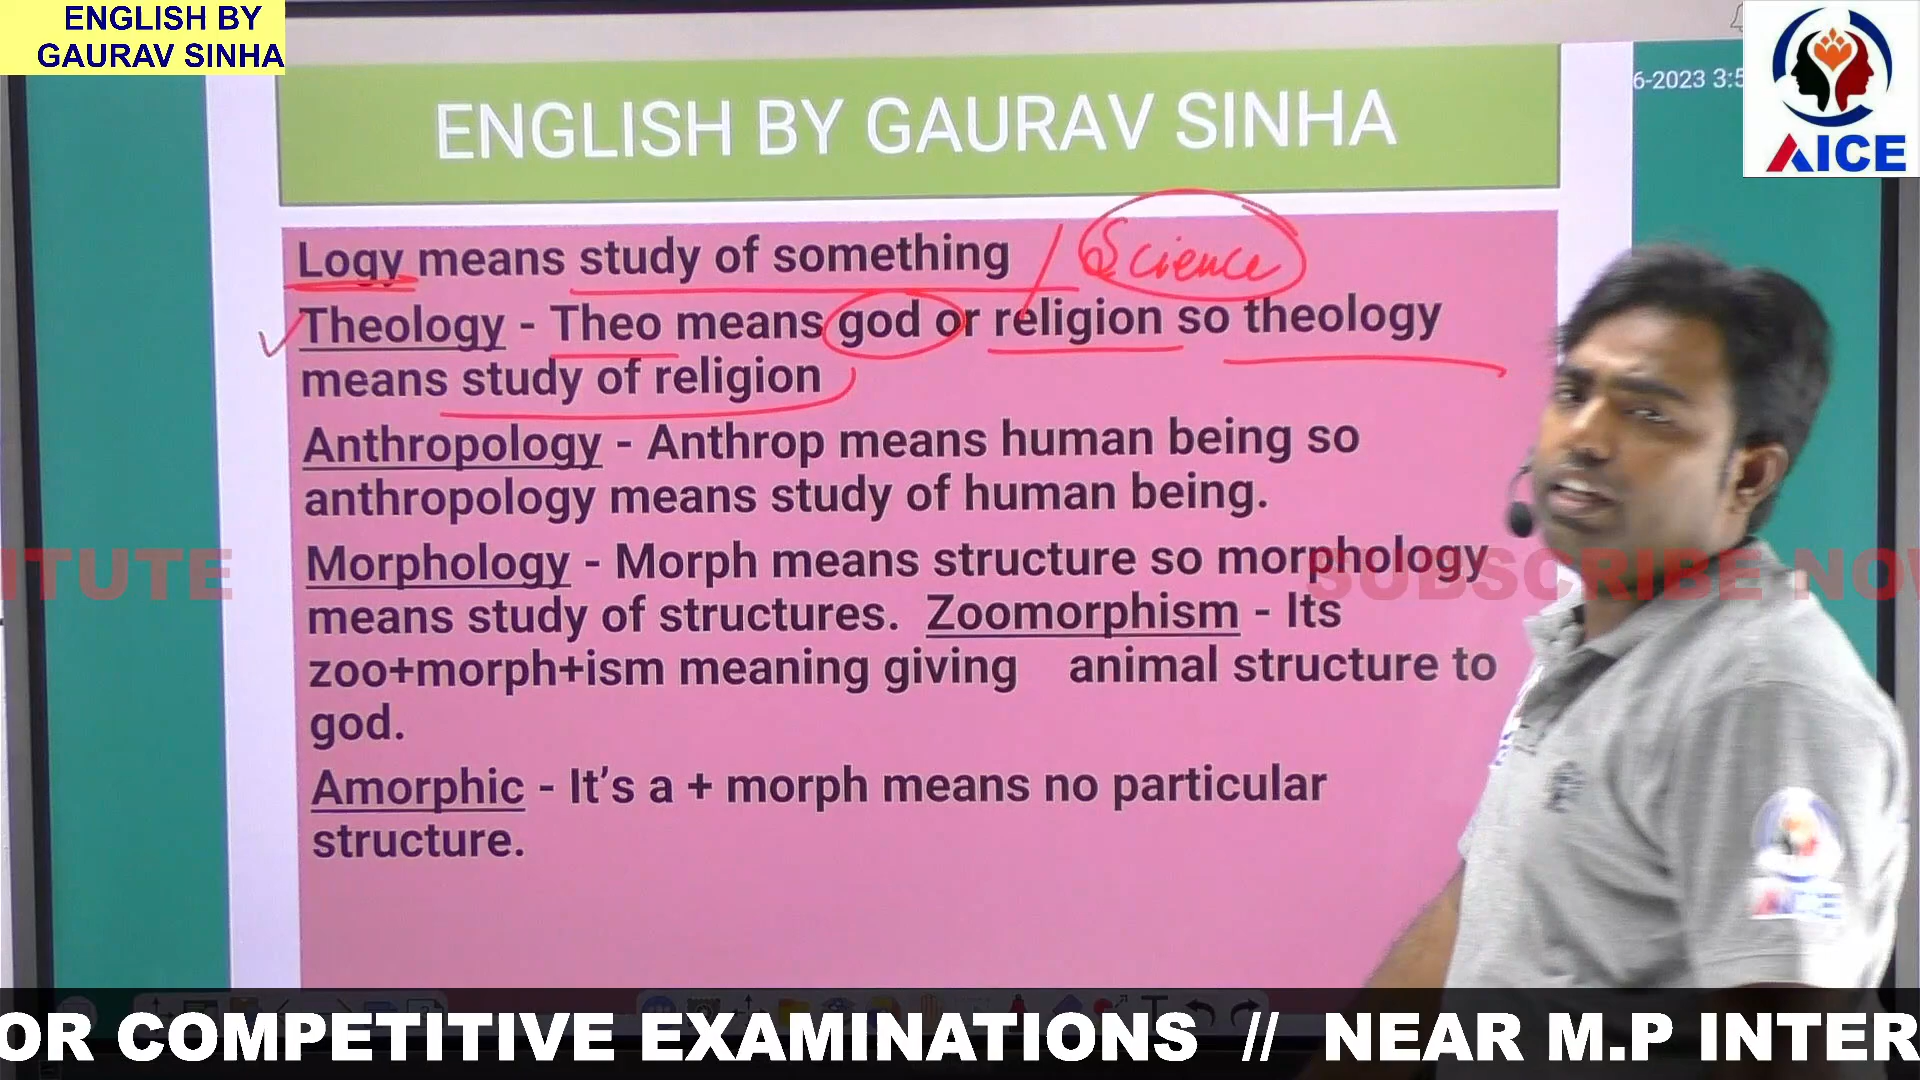 ENGLISH BY
GAURAV SINHA
ENGLISH BY GAURAV SINHA
6-2023 3:5
AICE
Logy means study of something / Science
Theology - Theo means god or religion so theology
means study of religion
Anthropology - Anthrop means human being so
anthropology means study of human being.
Morphology - Morph means structure so morphology
means study of structures. Zoomorphism - Its
zoo+morph+ism meaning giving animal structure to
god.
Amorphic - It's a + morph means no particular
structure.
ITUTE
SUBSCRIBE NOW
OR COMPETITIVE EXAMINATIONS // NEAR M.P INTER